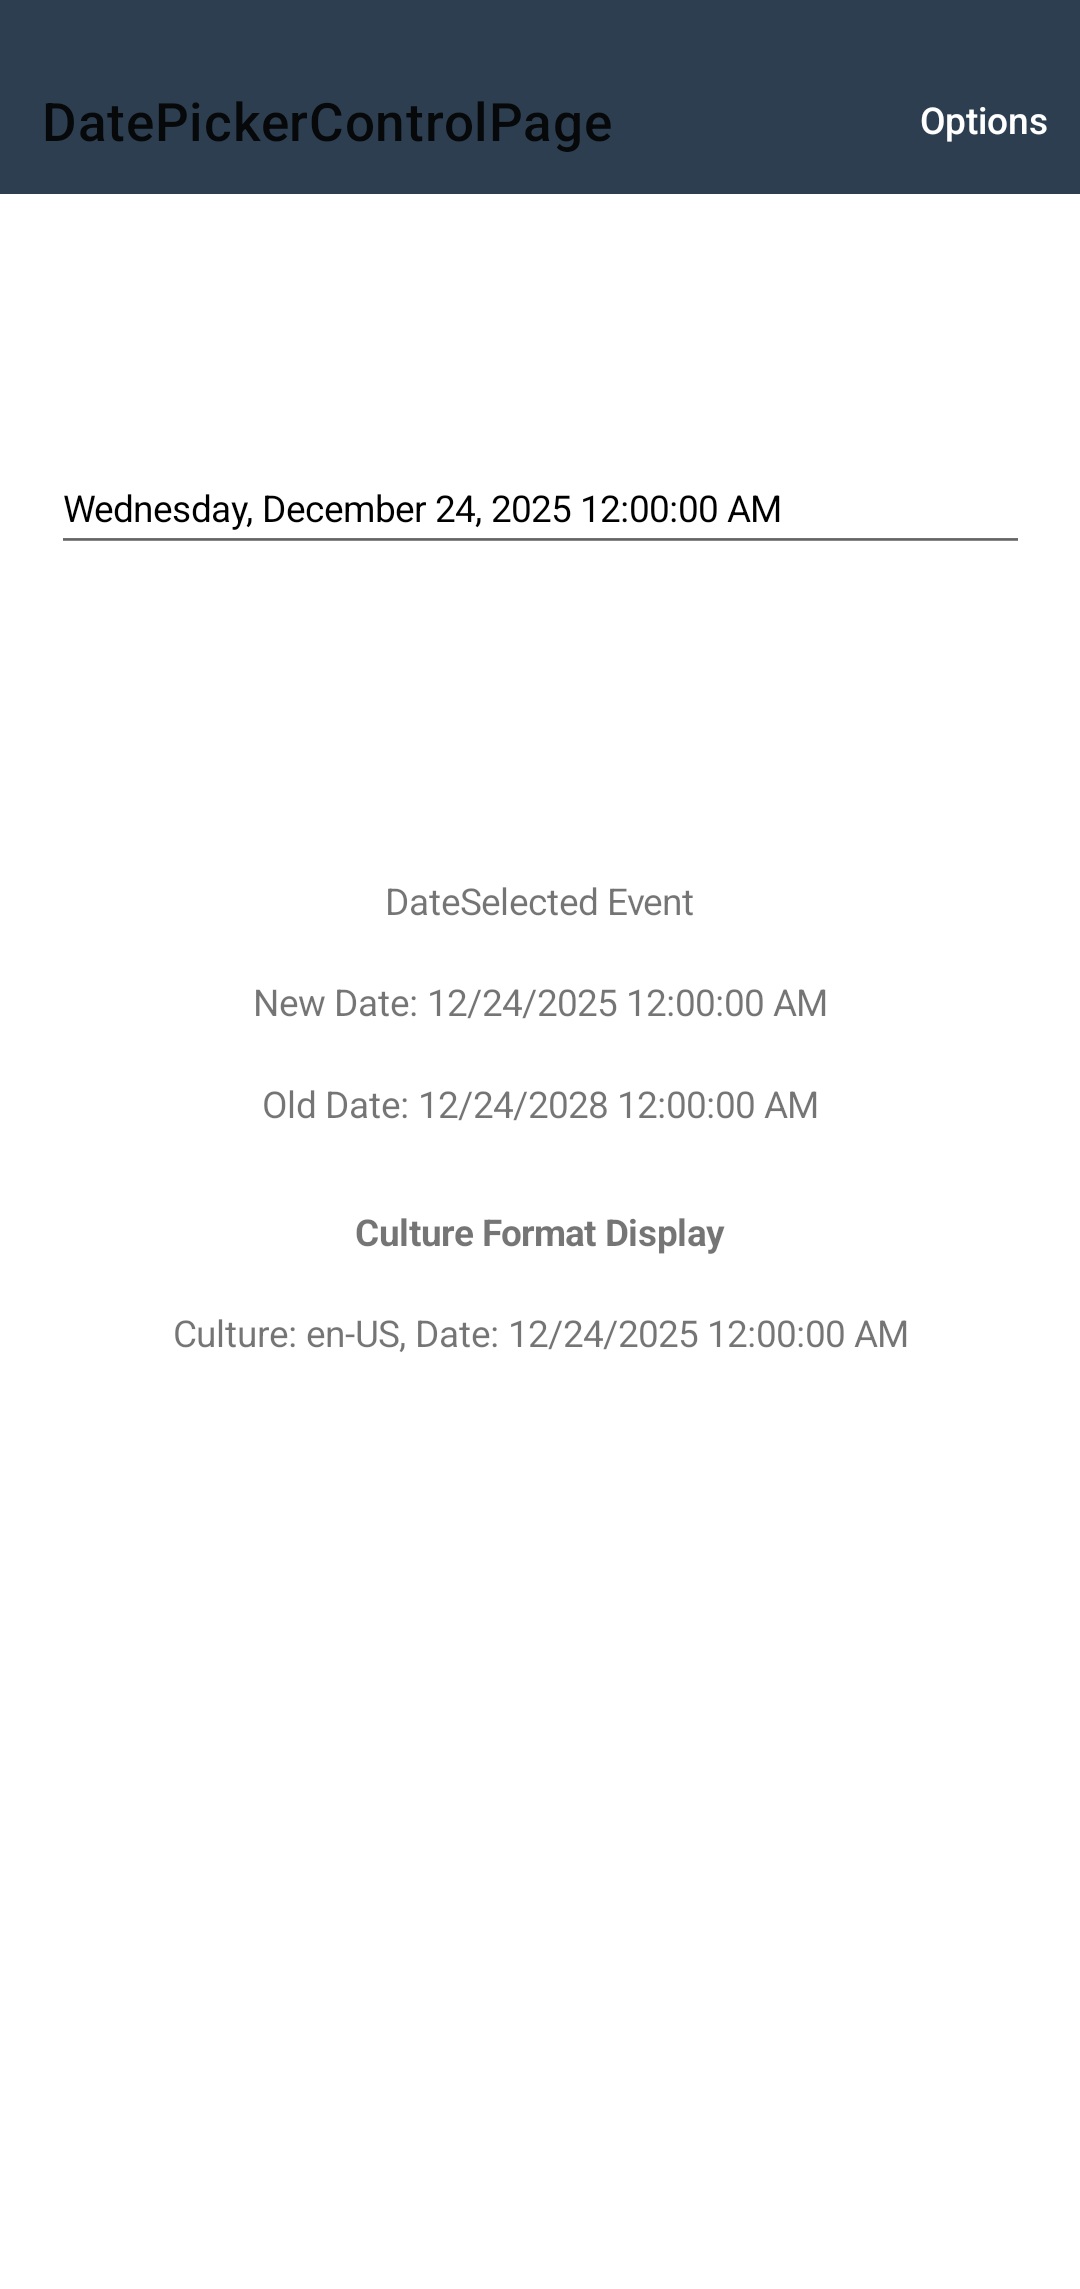 DatePickerControlPage
Options
Wednesday, December 24, 2025 12:00:00 AM
DateSelected Event
New Date: 12/24/2025 12:00:00 AM
Old Date: 12/24/2028 12:00:00 AM
Culture Format Display
Culture: en-US, Date: 12/24/2025 12:00:00 AM